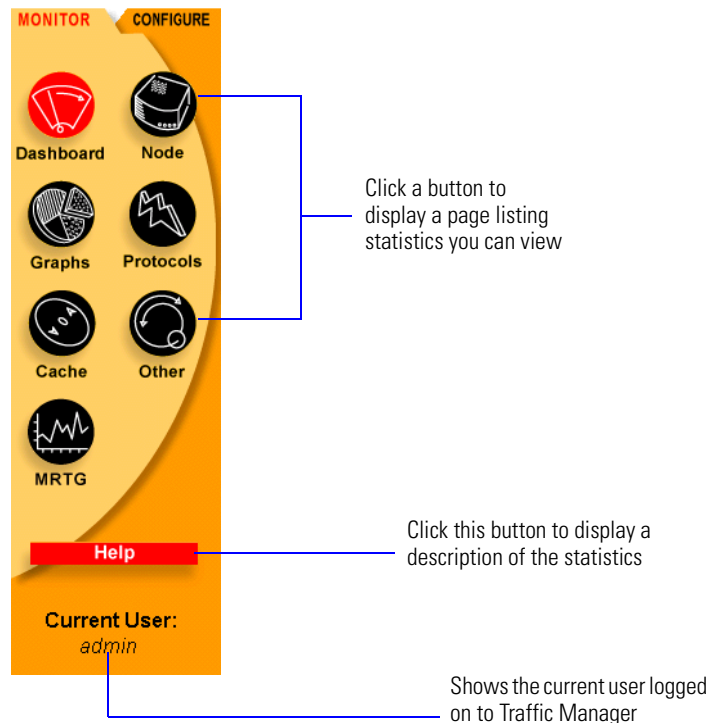 MONITOR CONFIGURE
Dashboard Node
Click a button to
display a page listing
statistics you can view
Graphs Protocols
Cache Other
MRTG
Help
Click this button to display a
description of the statistics
Current User:
admin
Shows the current user logged
on to Traffic Manager